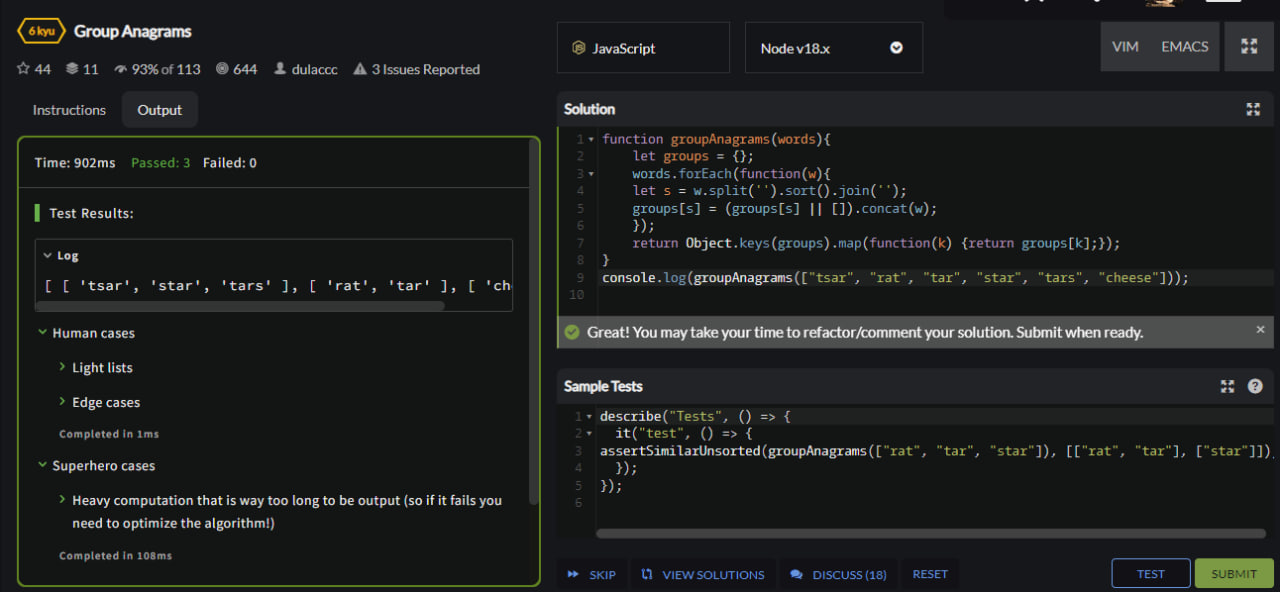 6 kyu Group Anagrams
44 11 93% of 113 644 dulaccc 3 Issues Reported
Instructions Output
Time: 902ms Passed: 3 Failed: 0
Test Results:
Log
[ [ 'tsar', 'star', 'tars' ], [ 'rat', 'tar' ], [ 'ch
Human cases
Light lists
Edge cases
Completed in 1ms
Superhero cases
Heavy computation that is way too long to be output (so if it fails you
need to optimize the algorithm!)
Completed in 108ms
JavaScript Node v18.x VIM EMACS
Solution
1 function groupAnagrams(words){
2 let groups = {};
3 words.forEach(function(w){
4 let s = w.split('').sort().join('');
5 groups[s] = (groups[s] || []).concat(w);
6 });
7 return Object.keys(groups).map(function(k) {return groups[k];});
8 }
9 console.log(groupAnagrams(["tsar", "rat", "tar", "star", "tars", "cheese"]));
10
Great! You may take your time to refactor/comment your solution. Submit when ready.
Sample Tests
1 describe("Tests", () => {
2 it("test", () => {
3 assertSimilarUnsorted(groupAnagrams(["rat", "tar", "star"]), [["rat", "tar"], ["star"]])
4 });
5 });
6
SKIP VIEW SOLUTIONS DISCUSS (18) RESET TEST SUBMIT